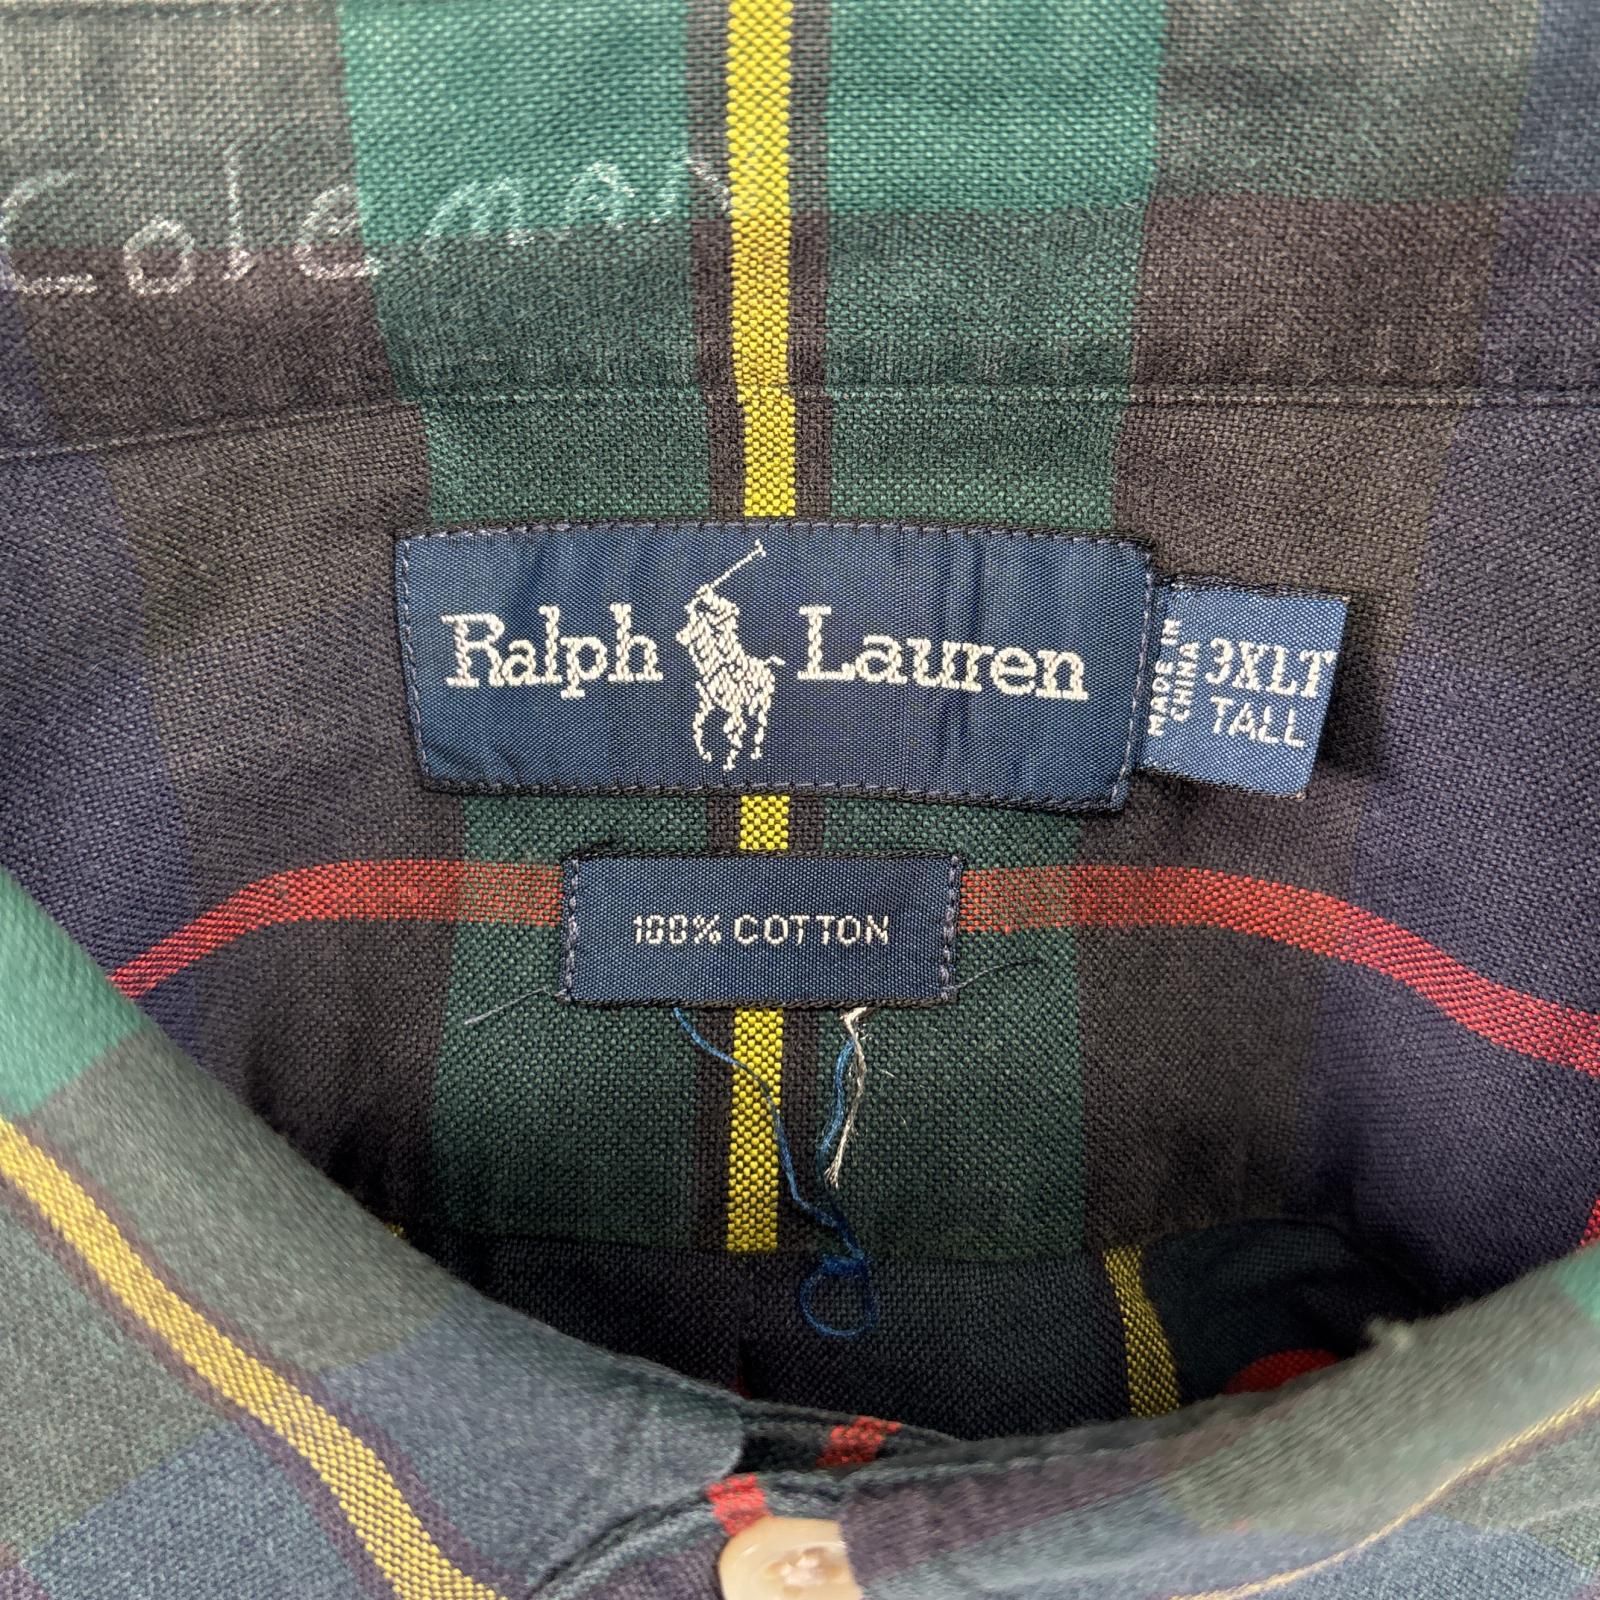 Coleman
Ralph Lauren
MADE IN
CHINA
3XLT
TALL
100% COTTON